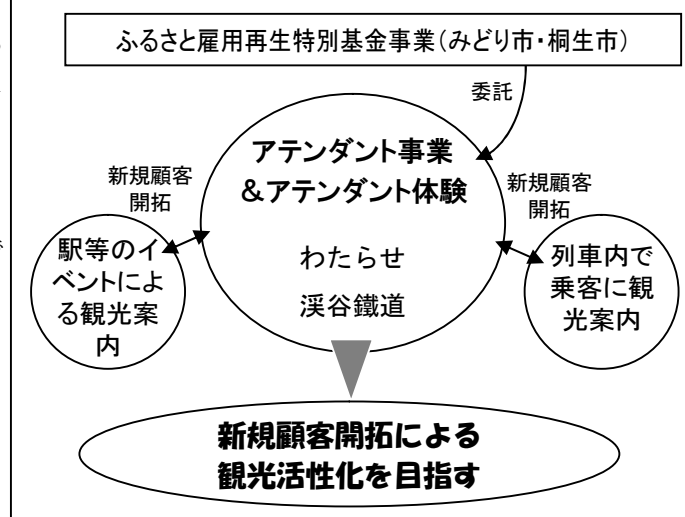 ふるさと雇用再生特別基金事業(みどり市・桐生市)
委託
アテンダント事業
&アテンダント体験
わたらせ
渓谷鐵道
新規顧客
開拓
新規顧客
開拓
駅等のイ
ベントによ
る観光案
内
列車内で
乗客に観
光案内
新規顧客開拓による
観光活性化を目指す